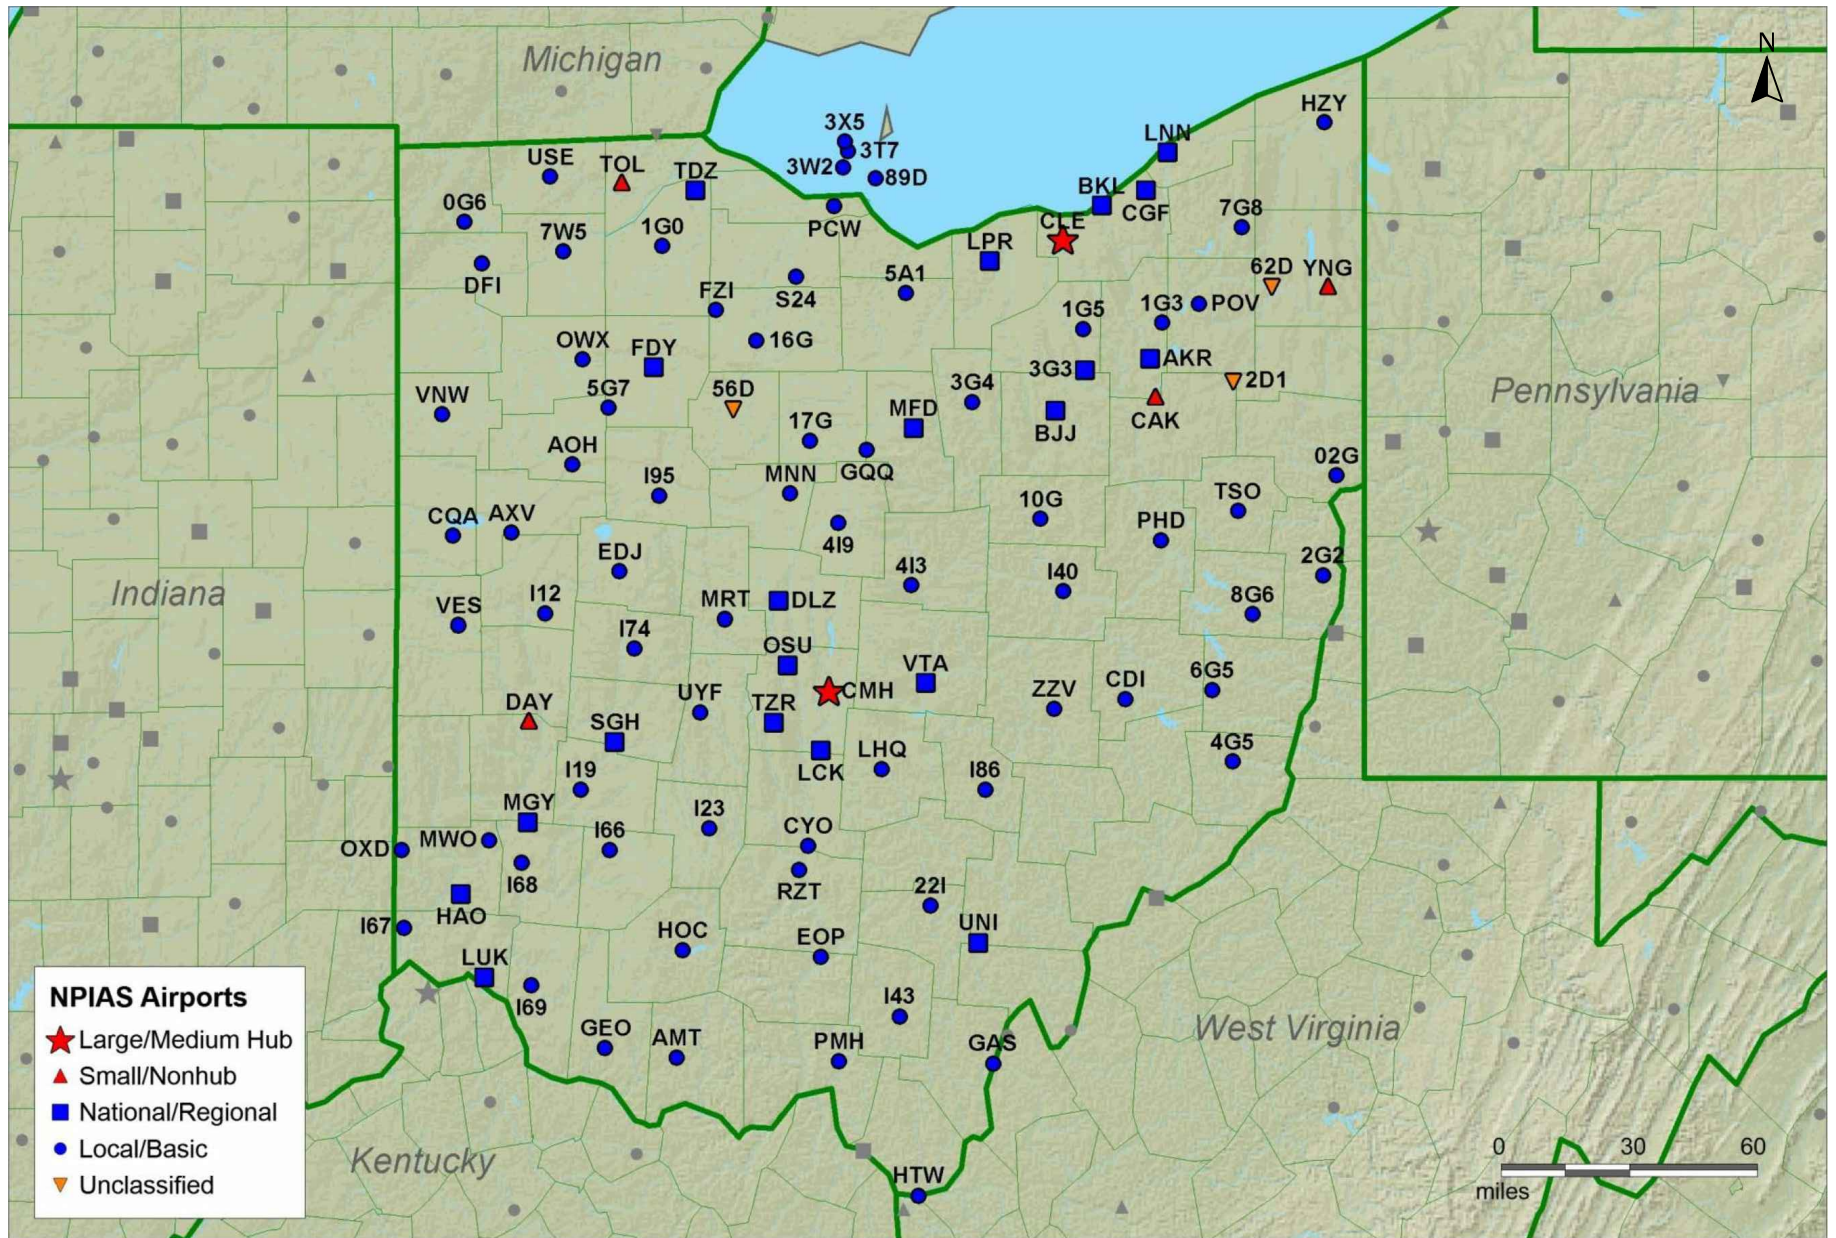 N
Michigan
HZY
3X5
LNN
3T7
USE
TOL
3W2
TDZ
89D
BKL
CGF
0G6
7G8
PCW
CLE
7W5
1G0
LPR
DFI
5A1
62D
YNG
S24
FZI
1G5
1G3
POV
OWX
FDY
16G
3G3
AKR
5G7
56D
3G4
2D1
Pennsylvania
VNW
MFD
17G
BJJ
CAK
AOH
GQQ
02G
I95
MNN
TSO
CQA
AXV
10G
PHD
4I9
EDJ
2G2
4I3
I40
Indiana
VES
I12
MRT
DLZ
8G6
I74
OSU
VTA
6G5
CDI
UYF
CMH
ZZV
DAY
TZR
SGH
4G5
LHQ
LCK
I19
I86
MGY
I23
CYO
MWO
I66
OXD
I68
RZT
22I
HAO
UNI
I67
HOC
EOP
LUK
I69
I43
NPIAS Airports
Large/Medium Hub
Small/Nonhub
National/Regional
Local/Basic
Unclassified
GEO
AMT
PMH
GAS
West Virginia
Kentucky
HTW
0 30 60
miles